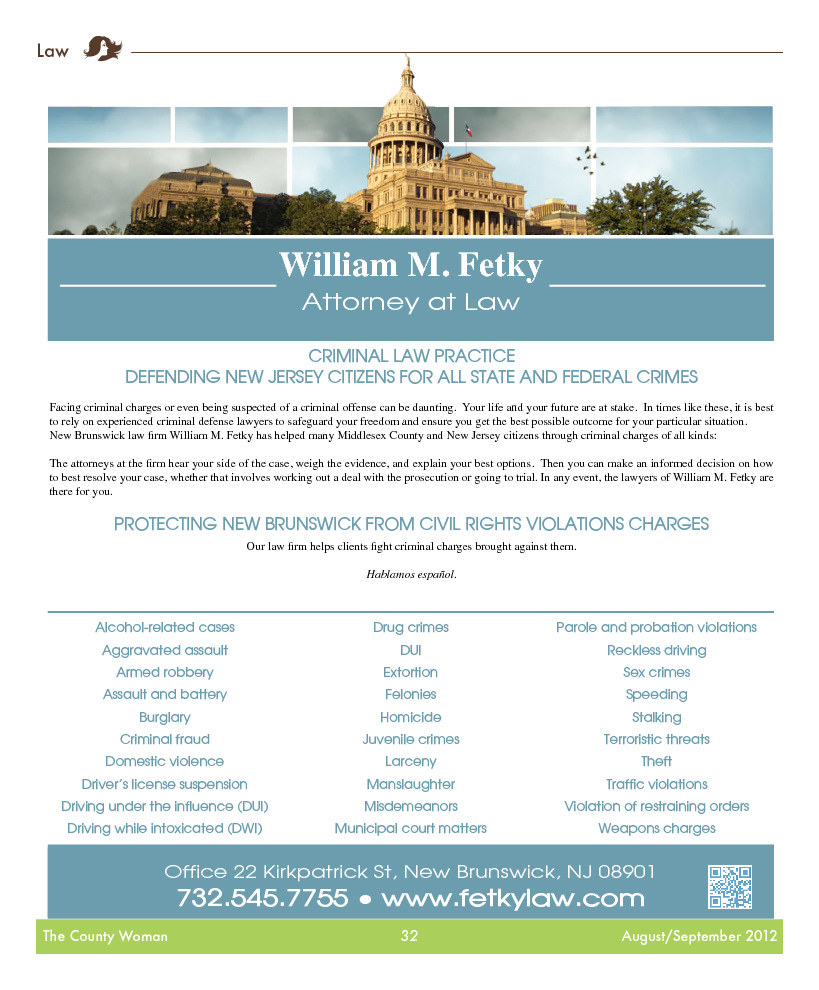 Law
William M. Fetky
Attorney at Law
CRIMINAL LAW PRACTICE
DEFENDING NEW JERSEY CITIZENS FOR ALL STATE AND FEDERAL CRIMES
Facing criminal charges or even being suspected of a criminal offense can be daunting.  Your life and your future are at stake.  In times like these, it is best
to rely on experienced criminal defense lawyers to safeguard your freedom and ensure you get the best possible outcome for your particular situation.
New Brunswick law firm William M. Fetky has helped many Middlesex County and New Jersey citizens through criminal charges of all kinds:
The attorneys at the firm hear your side of the case, weigh the evidence, and explain your best options.  Then you can make an informed decision on how
to best resolve your case, whether that involves working out a deal with the prosecution or going to trial. In any event, the lawyers of William M. Fetky are
there for you.
PROTECTING NEW BRUNSWICK FROM CIVIL RIGHTS VIOLATIONS CHARGES
Our law firm helps clients fight criminal charges brought against them.
Hablamos español.
Alcohol-related cases
Aggravated assault
Armed robbery
Assault and battery
Burglary
Criminal fraud
Domestic violence
Driver's license suspension
Driving under the influence (DUI)
Driving while intoxicated (DWI)
Drug crimes
DUI
Extortion
Felonies
Homicide
Juvenile crimes
Larceny
Manslaughter
Misdemeanors
Municipal court matters
Parole and probation violations
Reckless driving
Sex crimes
Speeding
Stalking
Terroristic threats
Theft
Traffic violations
Violation of restraining orders
Weapons charges
Office 22 Kirkpatrick St, New Brunswick, NJ 08901
732.545.7755 • www.fetkylaw.com
The County Woman
32
August/September 2012